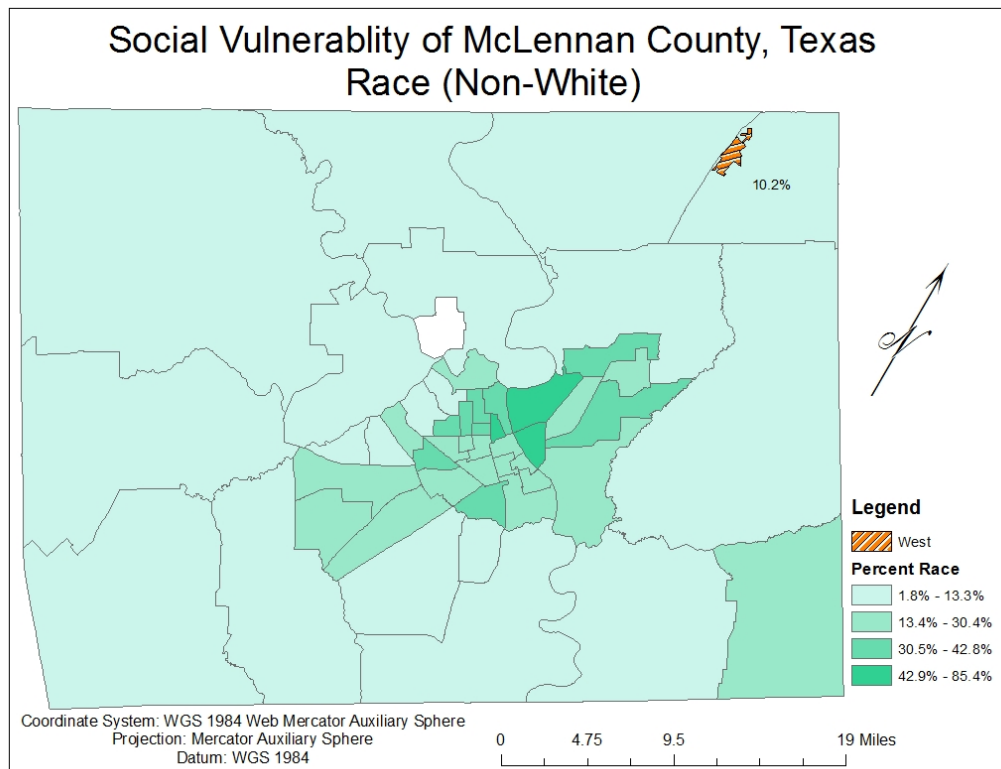 Social Vulnerablity of McLennan County, Texas
Race (Non-White)
10.2%
N
Legend
West
Percent Race
1.8% - 13.3%
13.4% - 30.4%
30.5% - 42.8%
42.9% - 85.4%
Coordinate System: WGS 1984 Web Mercator Auxiliary Sphere
Projection: Mercator Auxiliary Sphere
Datum: WGS 1984
0 4.75 9.5 19 Miles